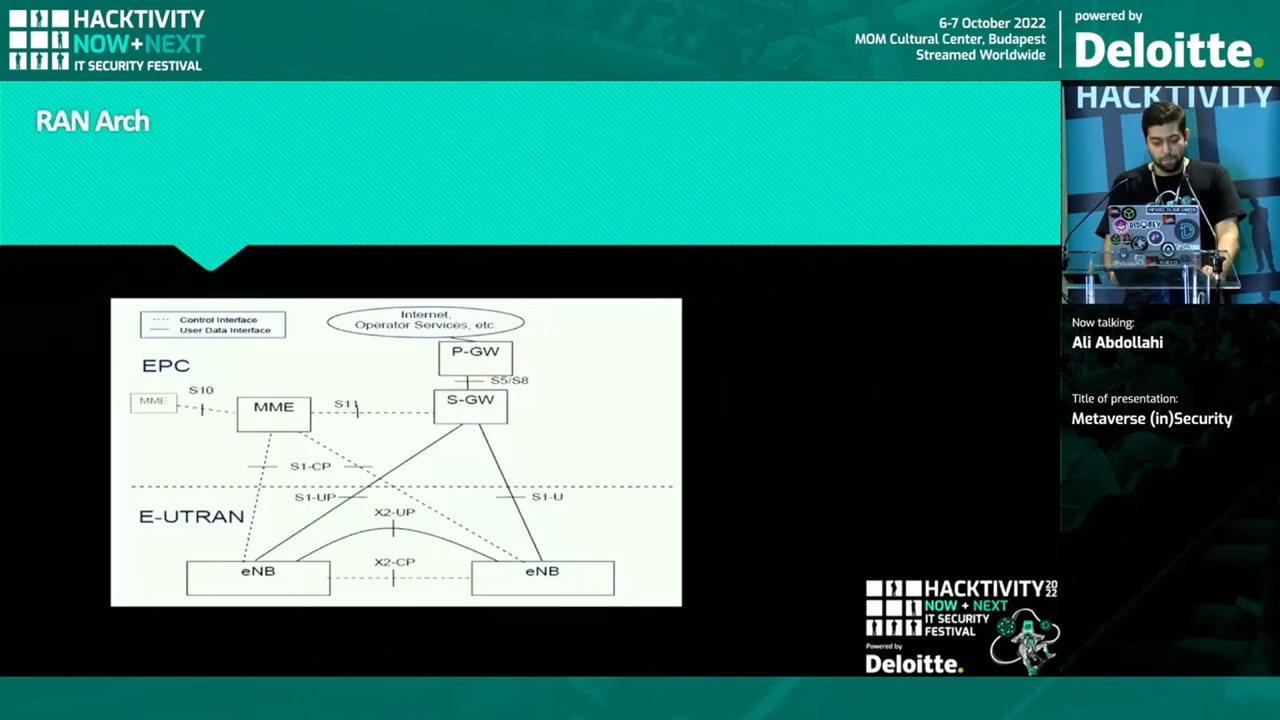 HACKTIVITY
NOW+NEXT
IT SECURITY FESTIVAL
6-7 October 2022
MOM Cultural Center, Budapest
Streamed Worldwide
powered by
Deloitte.
RAN Arch
HACKTIVITY
Now talking:
Ali Abdollahi
Title of presentation:
Metaverse (in)Security
Control Interface
User Data Interface
Internet,
Operator Services, etc.
P-GW
EPC
S5/S8
S10
MME
MME
S11
S-GW
S1-CP
S1-UP
S1-U
E-UTRAN
X2-UP
X2-CP
eNB
eNB
HACKTIVITY 2022
NOW + NEXT
IT SECURITY
FESTIVAL
Powered by
Deloitte.